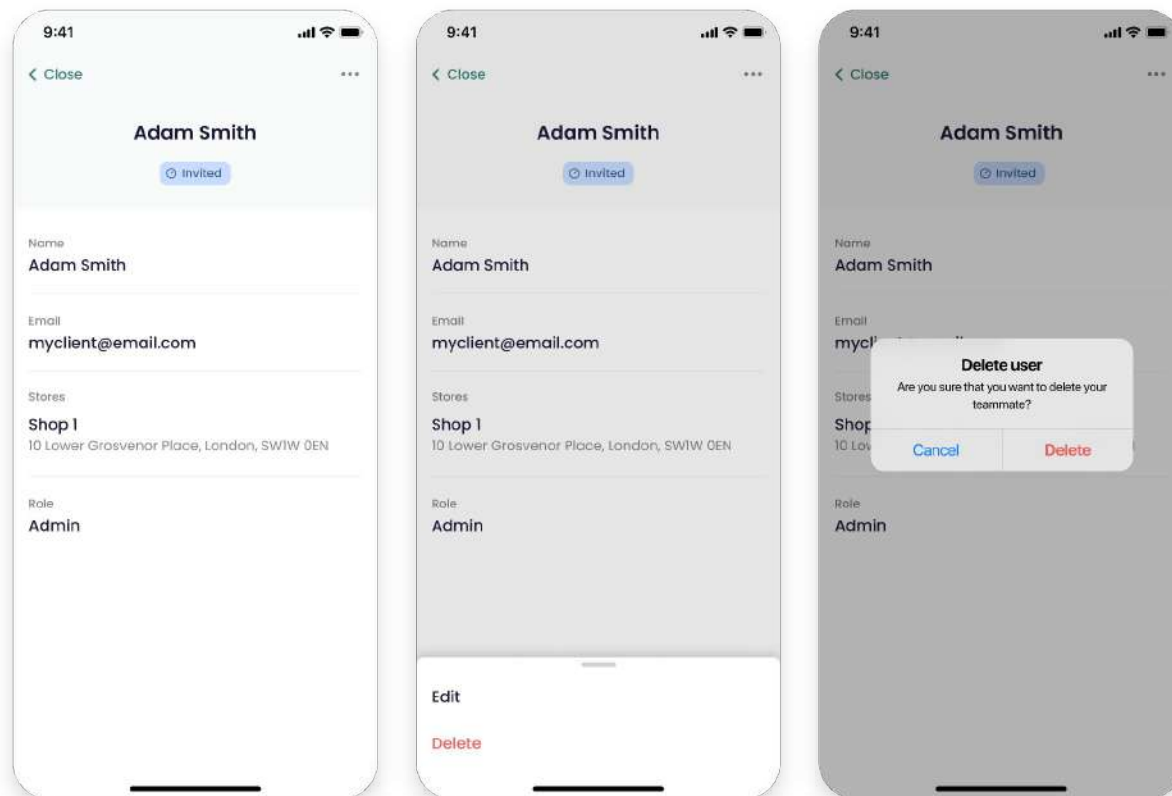 9:41
Close
Adam Smith
Invited
Name
Adam Smith
Email
myclient@email.com
Stores
Shop 1
10 Lower Grosvenor Place, London, SW1W 0EN
Role
Admin
9:41
Close
Adam Smith
Invited
Name
Adam Smith
Email
myclient@email.com
Stores
Shop 1
10 Lower Grosvenor Place, London, SW1W 0EN
Role
Admin
Edit
Delete
9:41
Close
Adam Smith
Invited
Name
Adam Smith
Email
Delete user
Are you sure that you want to delete your
teammate?
Cancel
Delete
Stores
Shop
10
Role
Admin